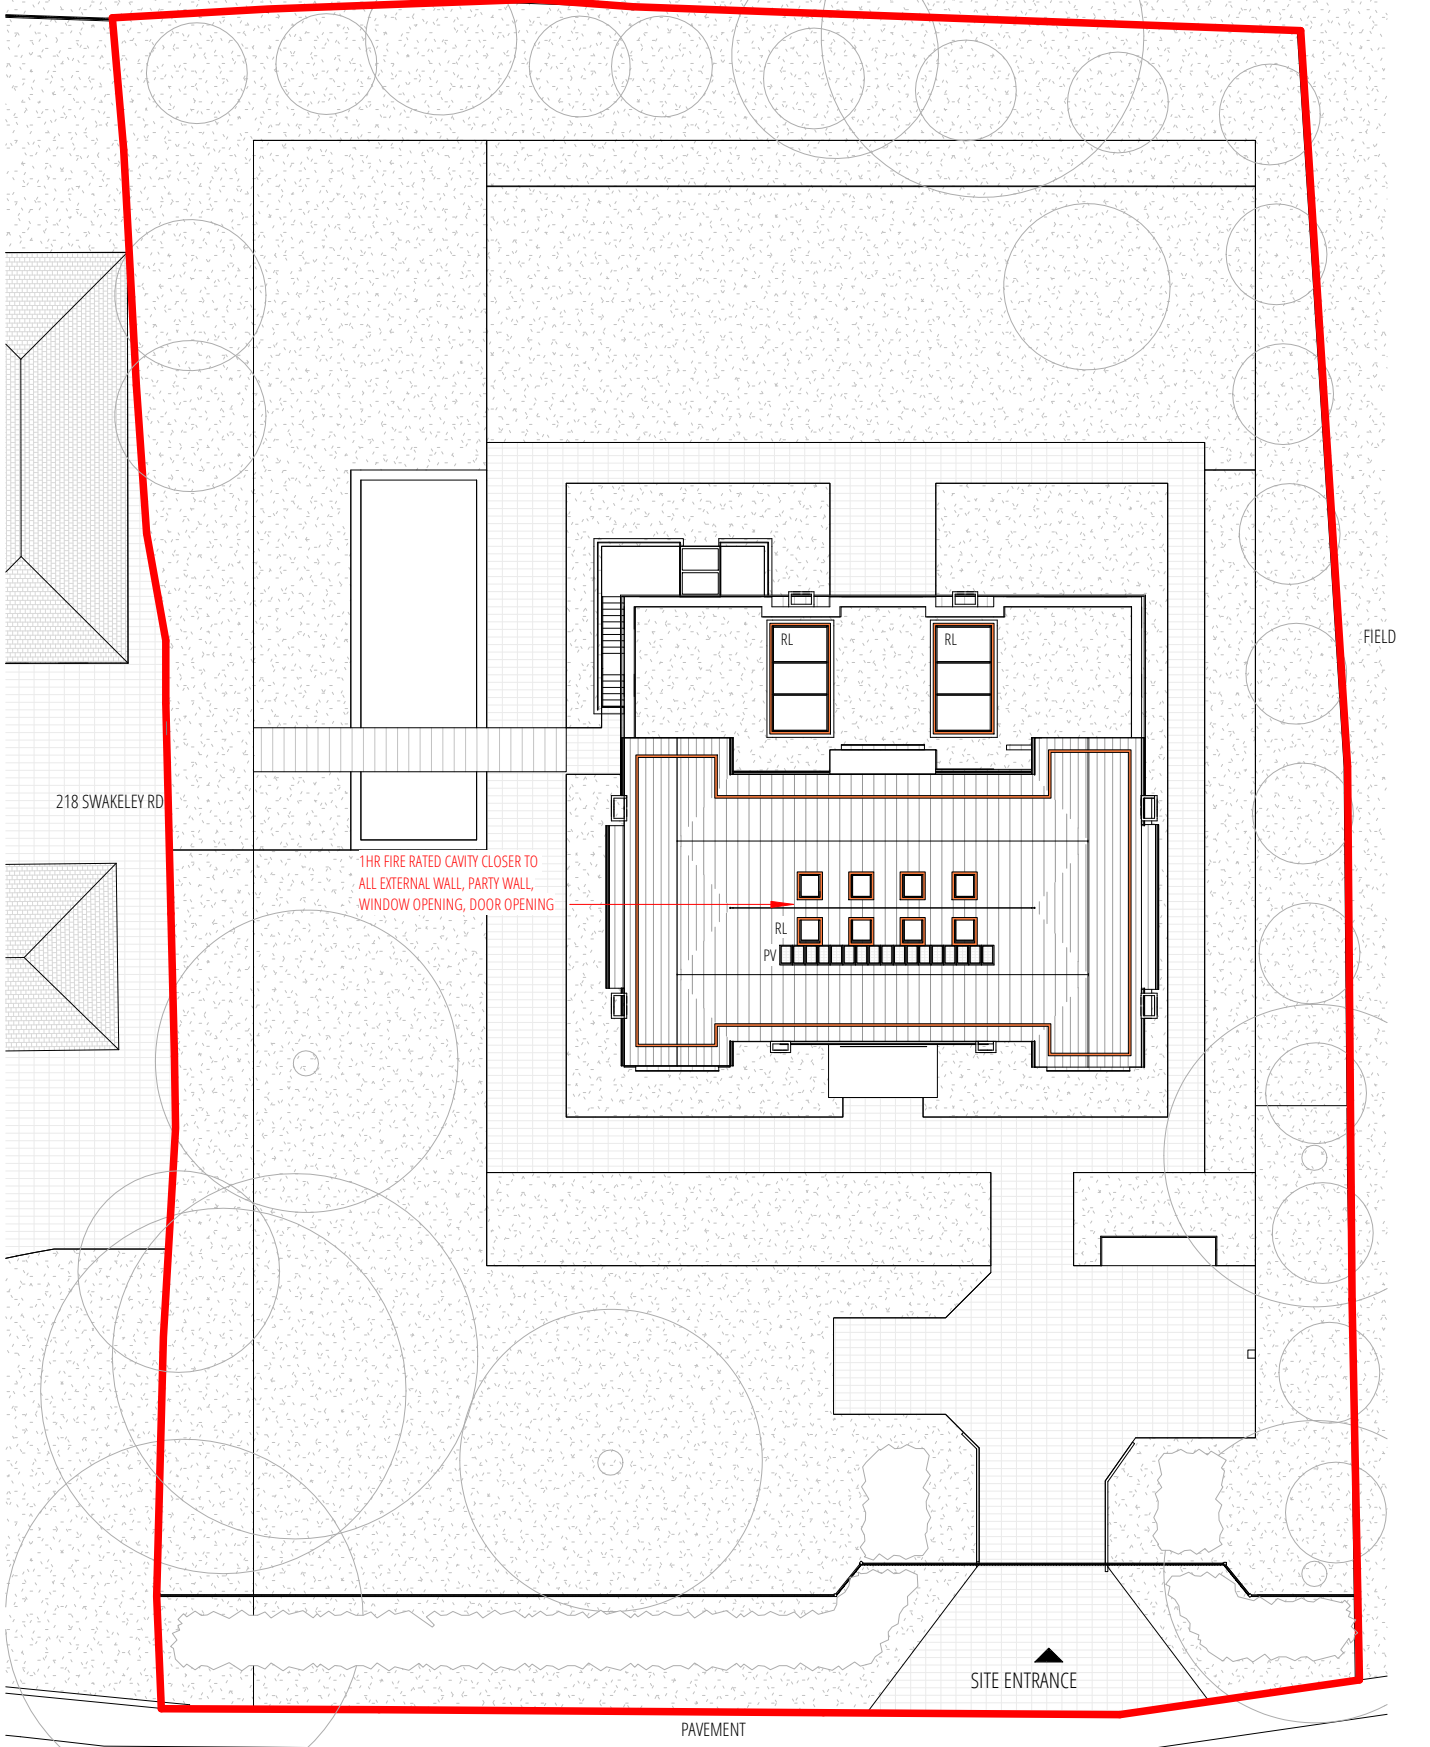 RL
RL
FIELD
218 SWAKELEY RD
1HR FIRE RATED CAVITY CLOSER TO
ALL EXTERNAL WALL, PARTY WALL,
WINDOW OPENING, DOOR OPENING
RL
PV
SITE ENTRANCE
PAVEMENT